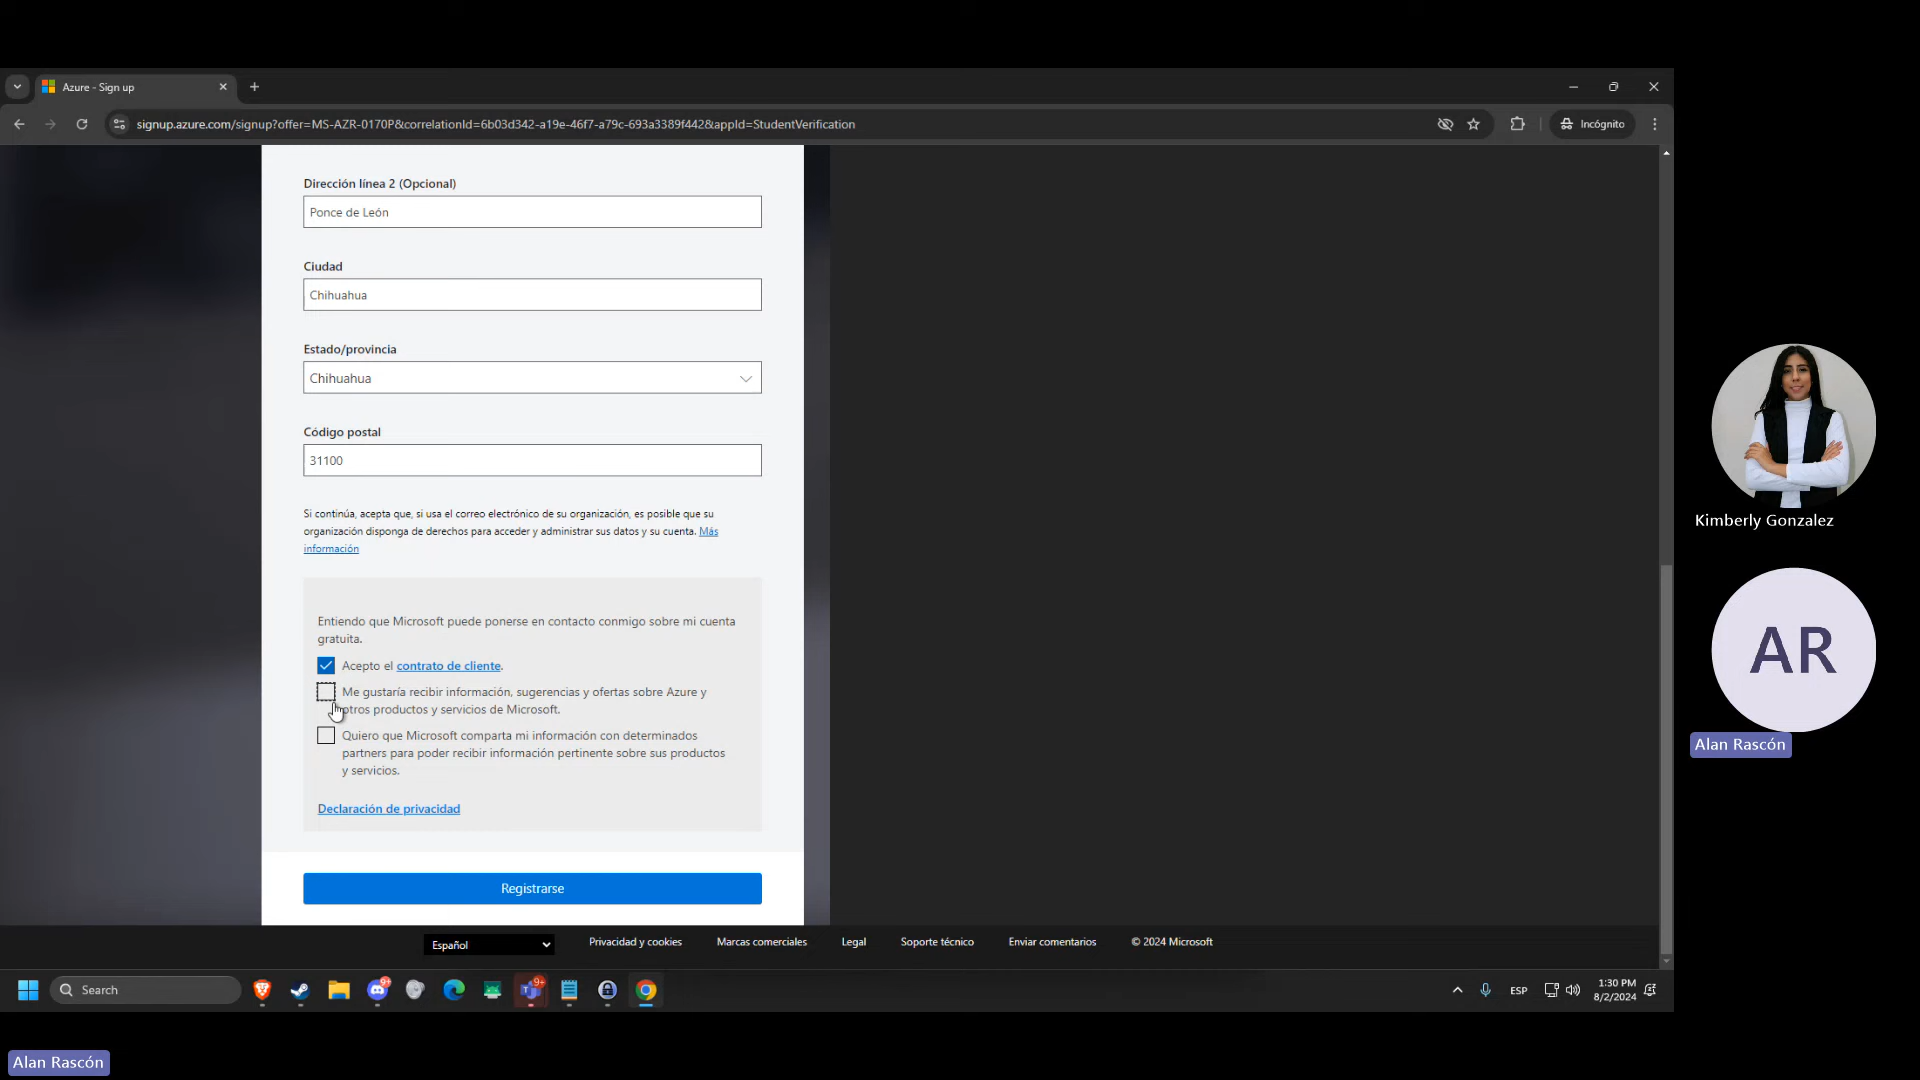 Azure - Sign up
signup.azure.com/signup?offer=MS-AZR-0170P&correlationId=6b03d342-a19e-46f7-a79c-693a3389f442&appId=StudentVerification
Incógnito
Dirección línea 2 (Opcional)
Ponce de León
Ciudad
Chihuahua
Estado/provincia
Chihuahua
Código postal
31100
Si continúa, acepta que, si usa el correo electrónico de su organización, es posible que su
organización disponga de derechos para acceder y administrar sus datos y su cuenta. Más
información
Entiendo que Microsoft puede ponerse en contacto conmigo sobre mi cuenta
gratuita.
Acepto el contrato de cliente.
Me gustaría recibir información, sugerencias y ofertas sobre Azure y
otros productos y servicios de Microsoft.
Quiero que Microsoft comparta mi información con determinados
partners para poder recibir información pertinente sobre sus productos
y servicios.
Declaración de privacidad
Registrarse
Español
Privacidad y cookies
Marcas comerciales
Legal
Soporte técnico
Enviar comentarios
© 2024 Microsoft
Search
9+
9+
ESP
1:30 PM
8/2/2024
Kimberly Gonzalez
AR
Alan Rascón
Alan Rascón